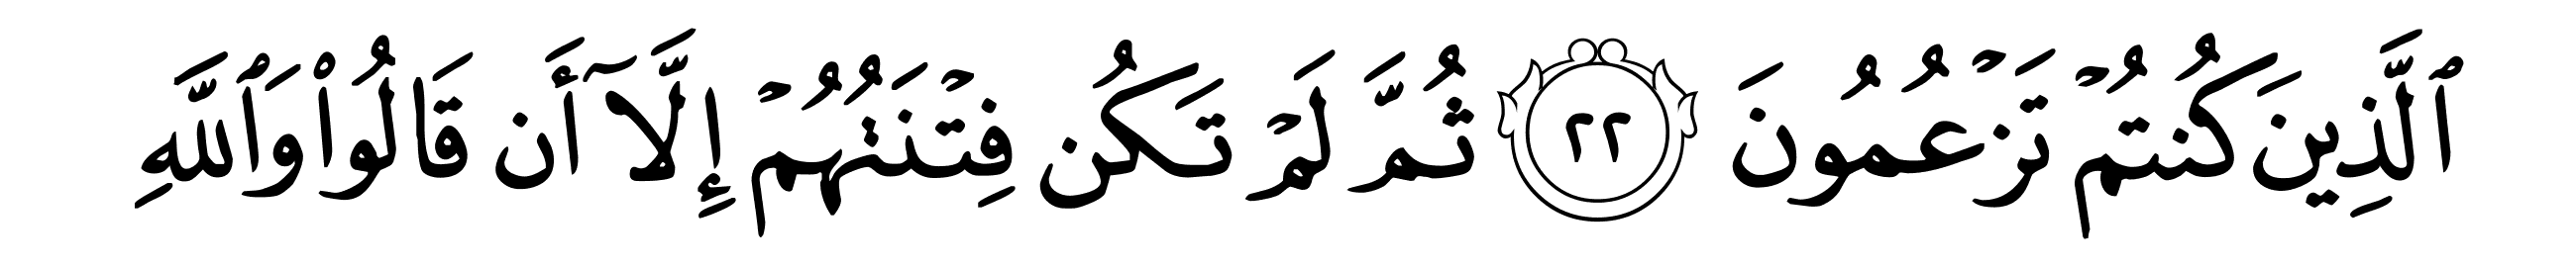 ٱلَّذِينَ كُنتُمْ تَزْعُمُونَ ٢٢ ثُمَّ لَمْ تَكُن فِتْنَتُهُمْ إِلَّآ أَن قَالُوا۟ وَٱللَّهِ